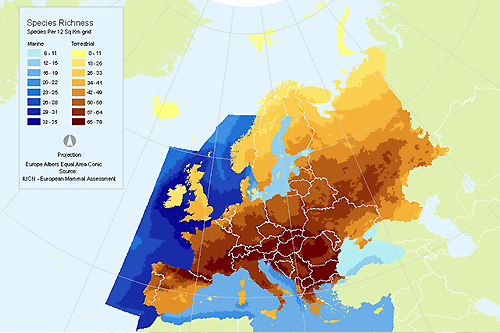 Species Richness
Species Per 12 Sq Km grid
Marine Terrestrial
6 - 11 0 - 11
12 - 15 13 - 25
16 - 19 26 - 33
20 - 22 34 - 41
23 - 25 42 - 49
26 - 28 50 - 56
29 - 31 57 - 64
32 - 35 65 - 78
Projection:
Europe Albers Equal Area Conic
Source:
IUCN - European Mammal Assessment